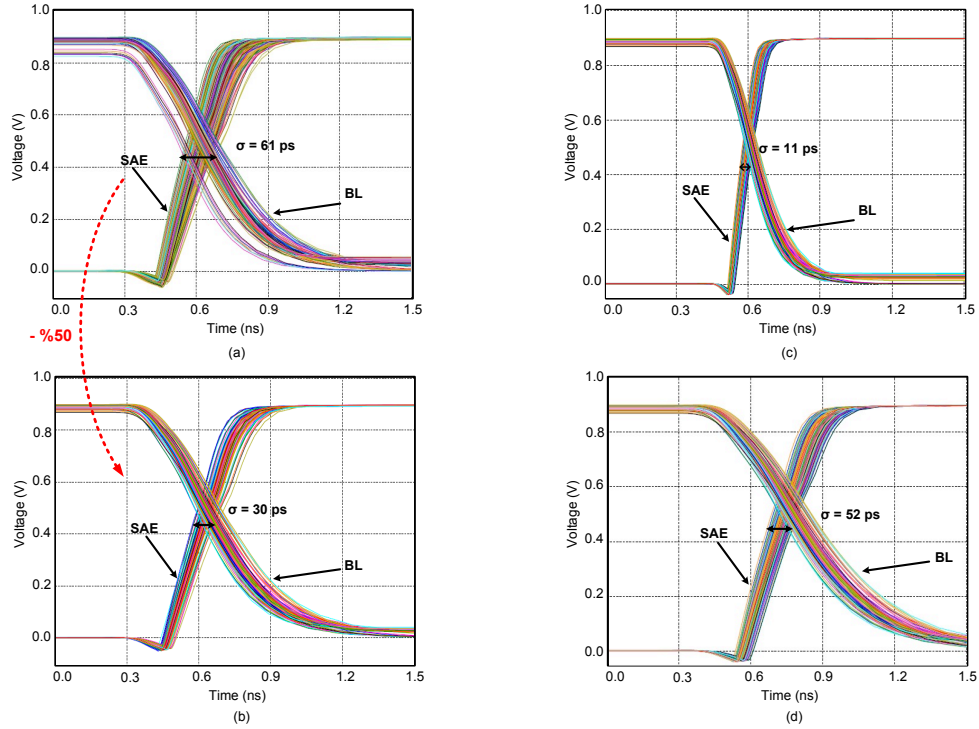 1.0
0.8
0.6
0.4
0.2
0.0
Voltage (V)
SAE
σ = 61 ps
BL
0.0 0.3 0.6 0.9 1.2 1.5
Time (ns)
(a)
1.0
0.8
0.6
0.4
0.2
0.0
Voltage (V)
SAE
σ = 11 ps
BL
0.0 0.3 0.6 0.9 1.2 1.5
Time (ns)
(c)
- %50
1.0
0.8
0.6
0.4
0.2
0.0
Voltage (V)
SAE
σ = 30 ps
BL
0.0 0.3 0.6 0.9 1.2 1.5
Time (ns)
(b)
1.0
0.8
0.6
0.4
0.2
0.0
Voltage (V)
SAE
σ = 52 ps
BL
0.0 0.3 0.6 0.9 1.2 1.5
Time (ns)
(d)